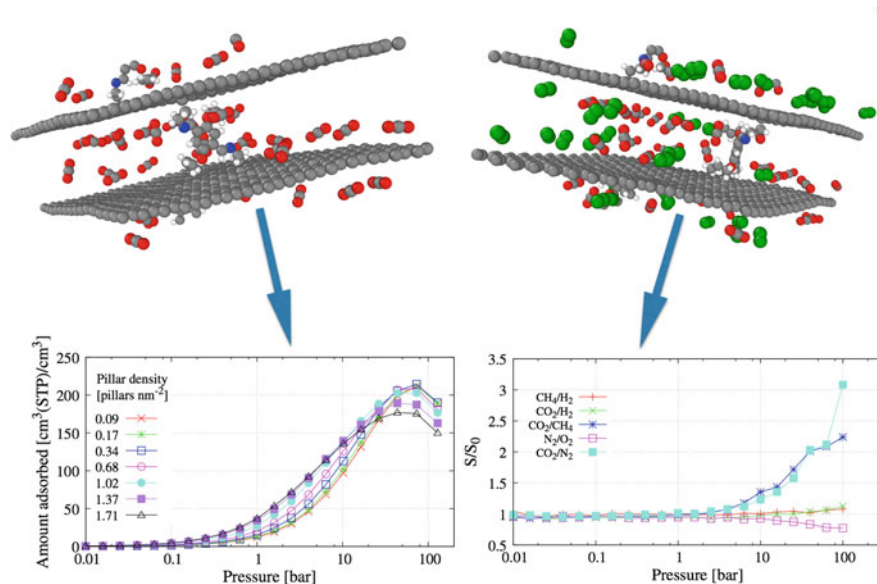 Amount adsorbed [cm³(STP)/cm³]
250
200
150
100
50
0
Pillar density
[pillars nm⁻²]
0.09
0.17
0.34
0.68
1.02
1.37
1.71
0.01
0.1
1
10
100
Pressure [bar]
S/S₀
3.5
3
2.5
2
1.5
1
0.5
CH₄/H₂
CO₂/H₂
CO₂/CH₄
N₂/O₂
CO₂/N₂
0.01
0.1
1
10
100
Pressure [bar]